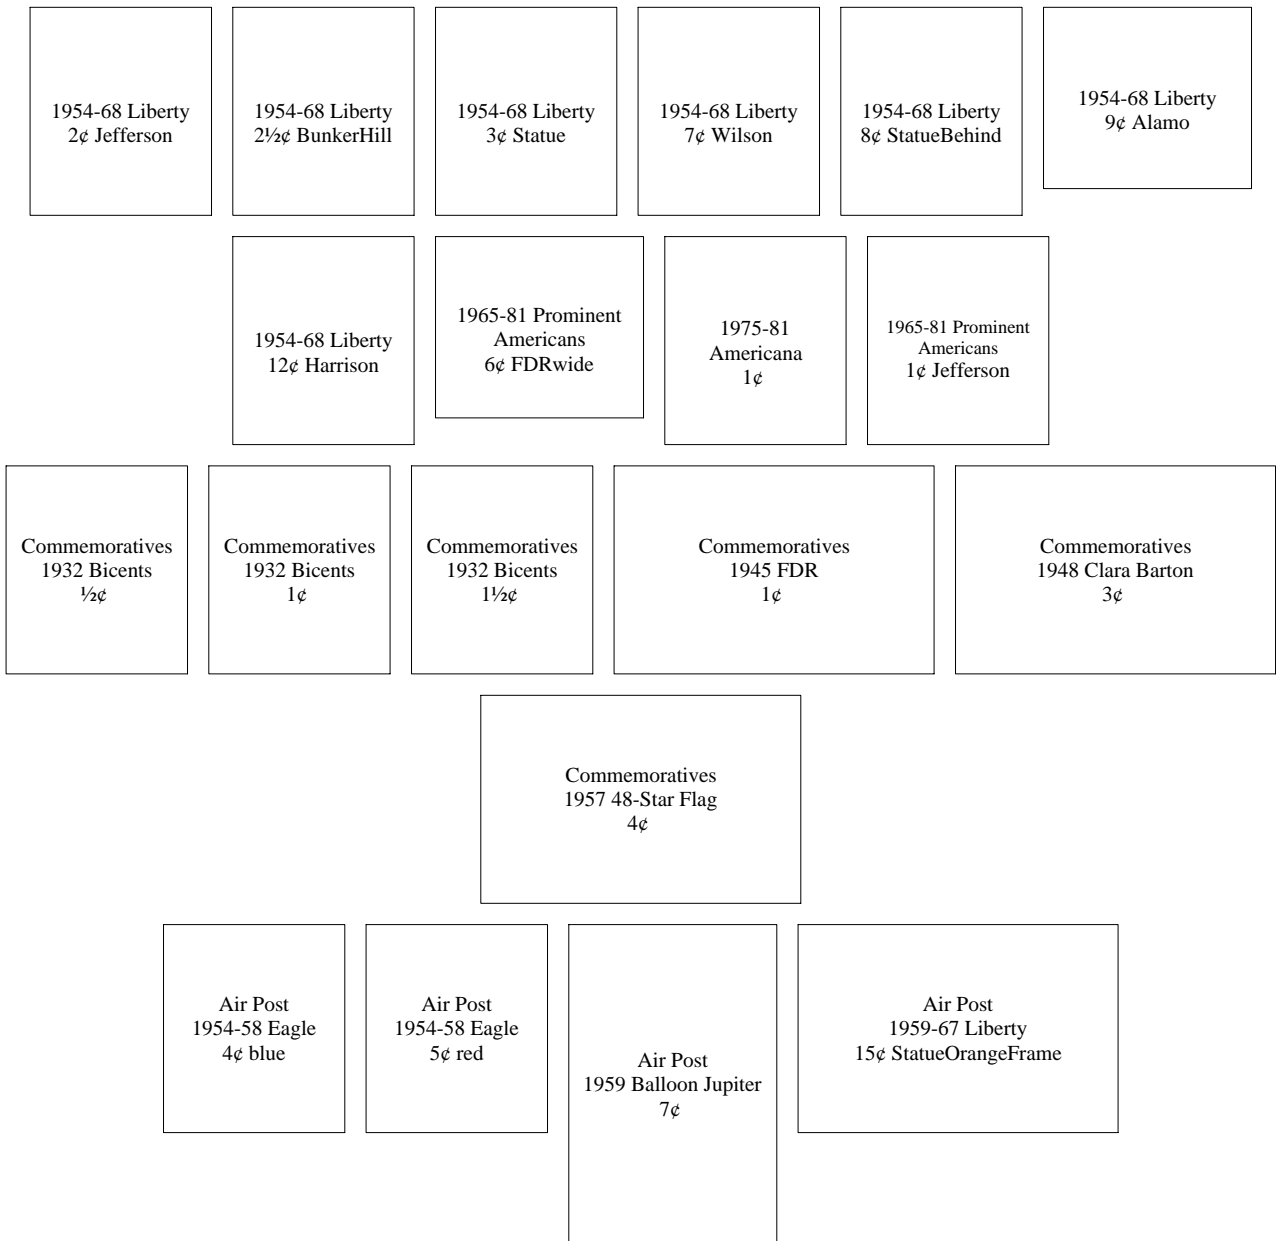 1954-68 Liberty
2¢ Jefferson
1954-68 Liberty
2½¢ BunkerHill
1954-68 Liberty
3¢ Statue
1954-68 Liberty
7¢ Wilson
1954-68 Liberty
8¢ StatueBehind
1954-68 Liberty
9¢ Alamo
1954-68 Liberty
12¢ Harrison
1965-81 Prominent
Americans
6¢ FDRwide
1975-81
Americana
1¢
1965-81 Prominent
Americans
1¢ Jefferson
Commemoratives
1932 Bicents
½¢
Commemoratives
1932 Bicents
1¢
Commemoratives
1932 Bicents
1½¢
Commemoratives
1945 FDR
1¢
Commemoratives
1948 Clara Barton
3¢
Commemoratives
1957 48-Star Flag
4¢
Air Post
1954-58 Eagle
4¢ blue
Air Post
1954-58 Eagle
5¢ red
Air Post
1959 Balloon Jupiter
7¢
Air Post
1959-67 Liberty
15¢ StatueOrangeFrame